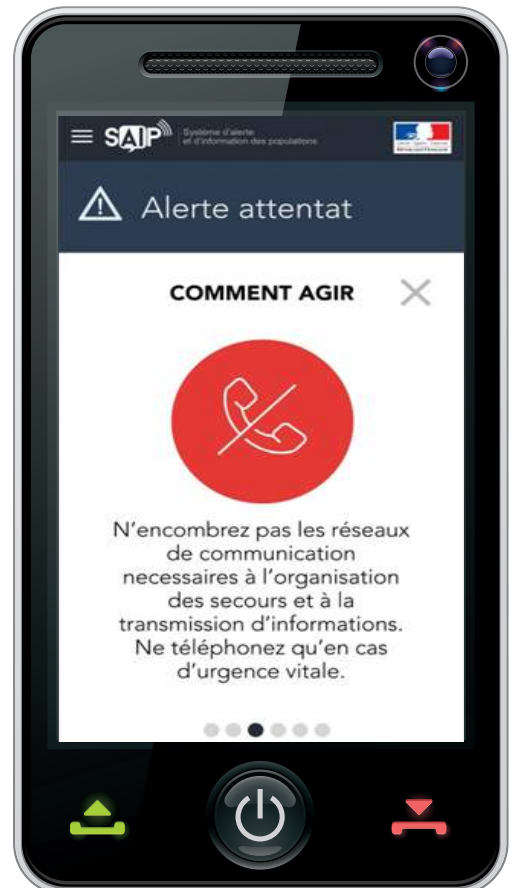 SAIP
Système d'alerte
et d'information des populations
Alerte attentat
COMMENT AGIR
N'encombrez pas les réseaux
de communication
necessaires à l'organisation
des secours et à la
transmission d'informations.
Ne téléphonez qu'en cas
d'urgence vitale.